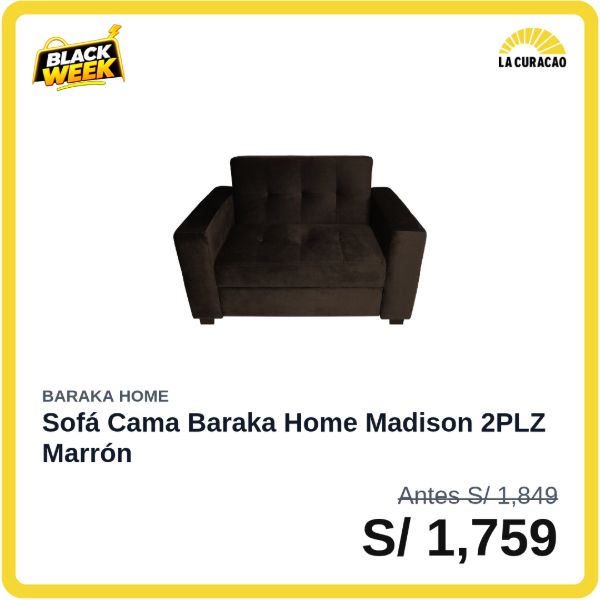 BLACK
WEEK
LA CURACAO
BARAKA HOME
Sofá Cama Baraka Home Madison 2PLZ
Marrón
Antes S/ 1,849
S/ 1,759